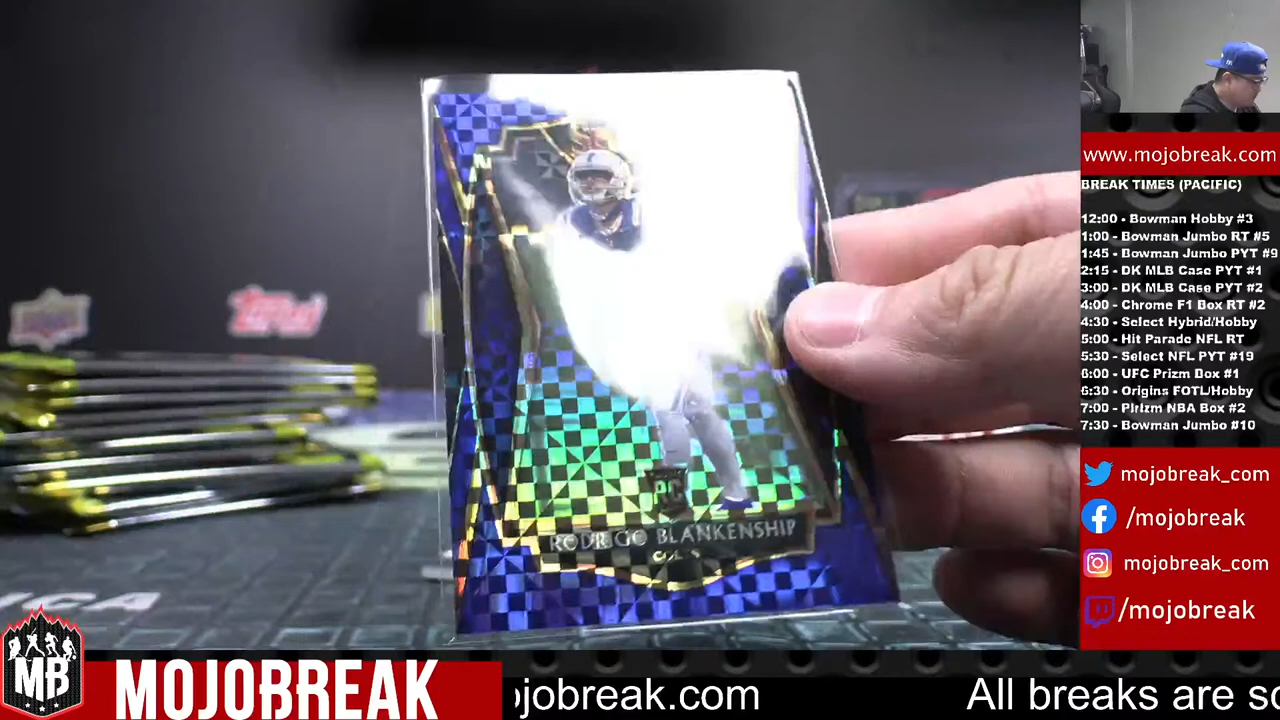 www.mojobreak.com
BREAK TIMES (PACIFIC)
12:00 - Bowman Hobby #3
1:00 - Bowman Jumbo RT #5
1:45 - Bowman Jumbo PYT #9
2:15 - DK MLB Case PYT #1
3:00 - DK MLB Case PYT #2
4:00 - Chrome F1 Box RT #2
4:30 - Select Hybrid/Hobby
5:00 - Hit Parade NFL RT
5:30 - Select NFL PYT #19
6:00 - UFC Prizm Box #1
6:30 - Origins FOTL/Hobby
7:00 - Pirizm NBA Box #2
7:30 - Bowman Jumbo #10
mojobreak_com
/mojobreak
mojobreak_com
/mojobreak
topps
RC
RODRIGO BLANKENSHIP
COLTS
MB
MOJOBREAK
ojobreak.com
All breaks are so